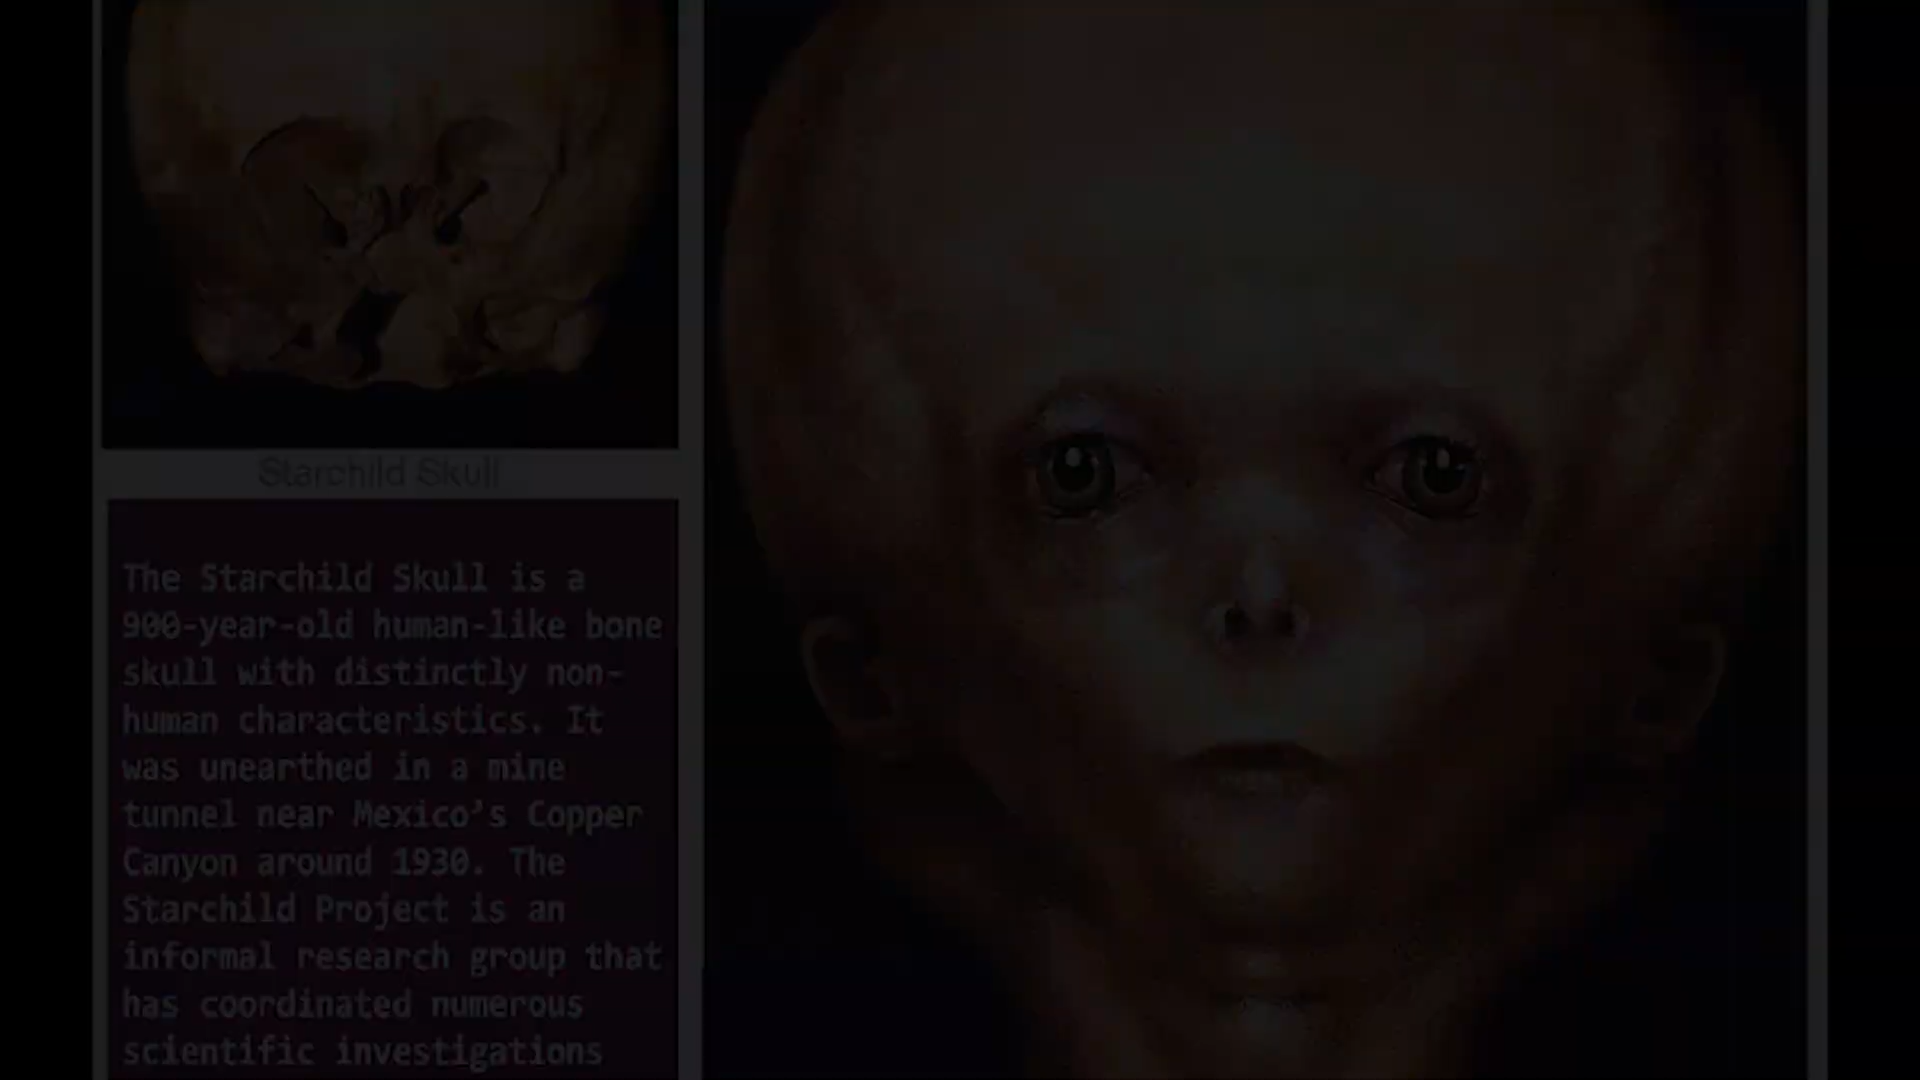 Starchild Skull
The Starchild Skull is a
900-year-old human-like bone
skull with distinctly non-
human characteristics. It
was unearthed in a mine
tunnel near Mexico’s Copper
Canyon around 1930. The
Starchild Project is an
informal research group that
has coordinated numerous
scientific investigations